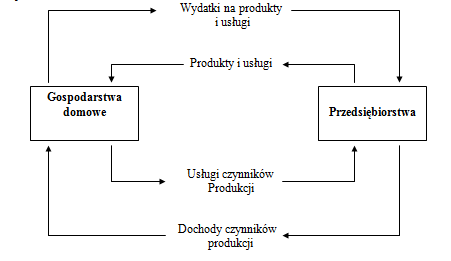 Wydatki na produkty
i usługi
Produkty i usługi
Gospodarstwa
domowe
Przedsiębiorstwa
Usługi czynników
Produkcji
Dochody czynników
produkcji